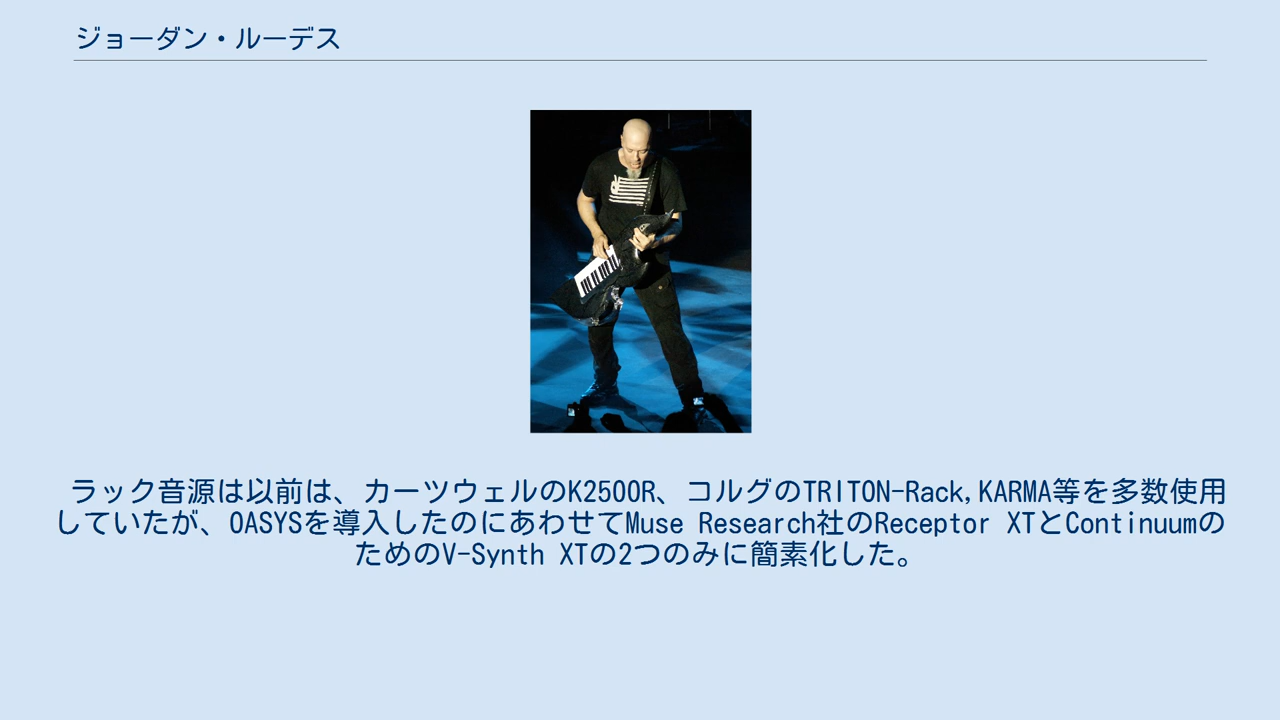 ジョーダン・ルーデス
ラック音源は以前は、カーツウェルのK2500R、コルグのTRITON-Rack,KARMA等を多数使用
していたが、OASYSを導入したのにあわせてMuse Research社のReceptor XTとContinuumの
ためのV-Synth XTの2つのみに簡素化した。